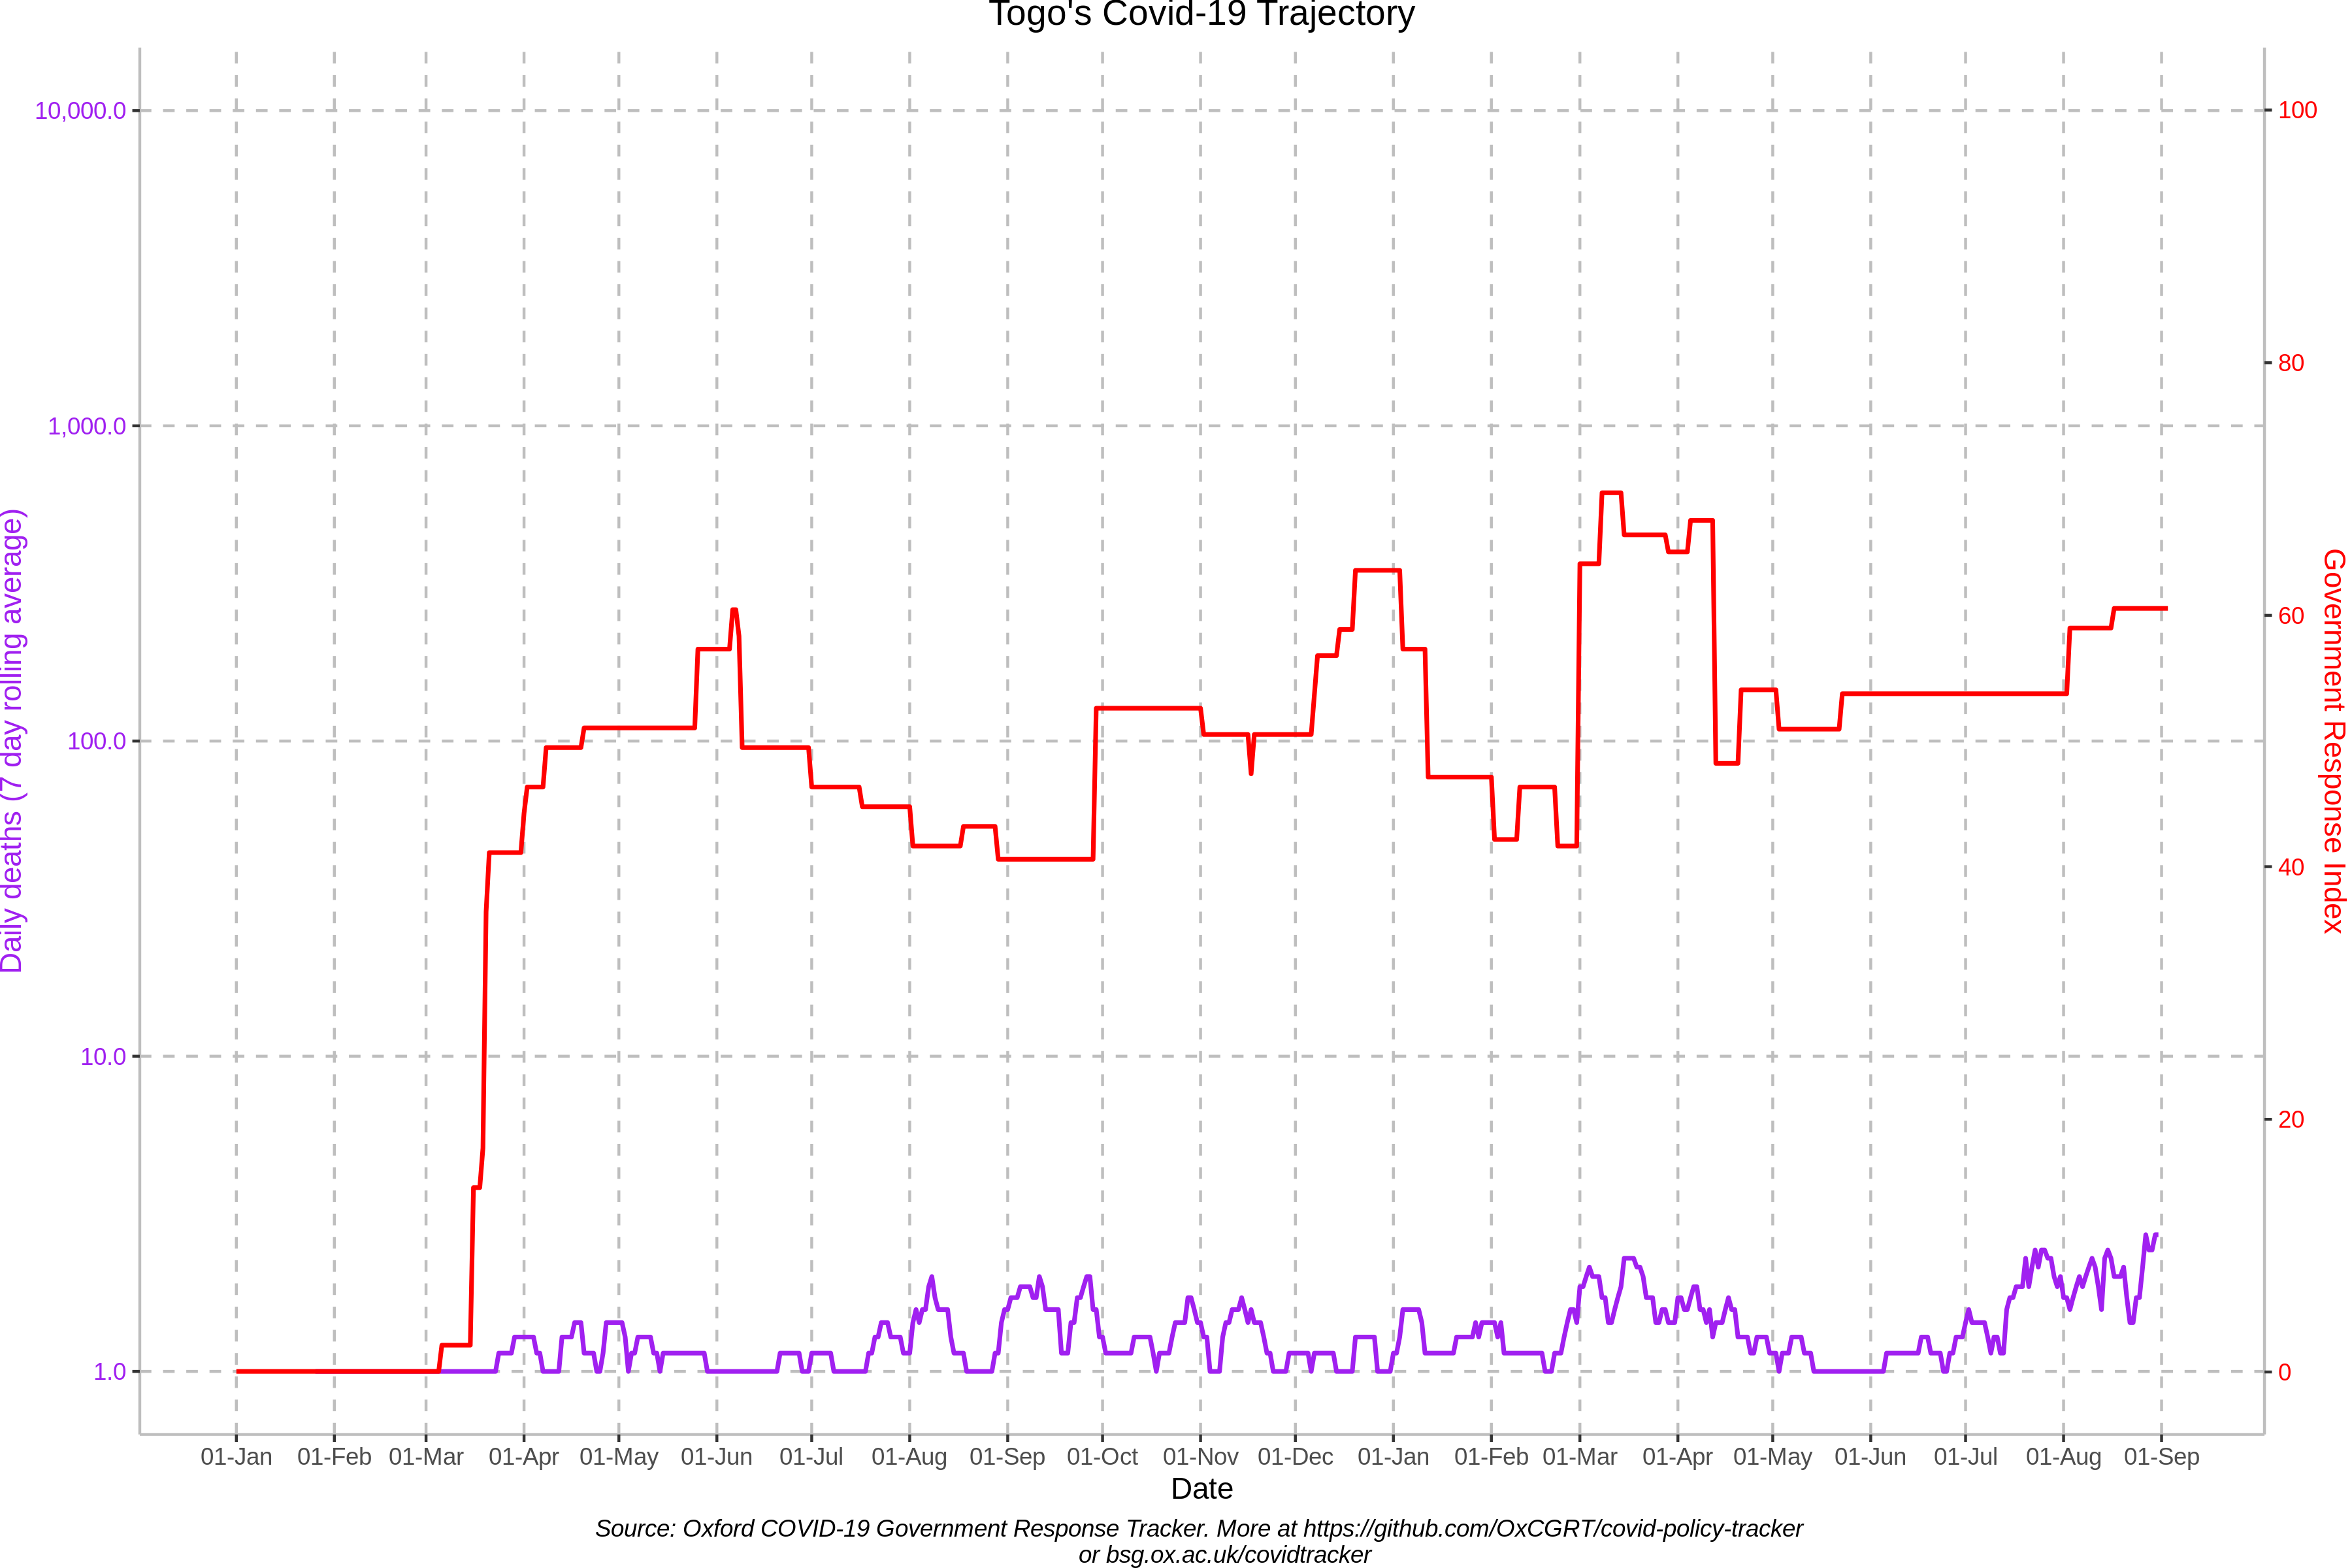 Togo's Covid-19 Trajectory
10,000.0
1,000.0
100.0
10.0
1.0
Daily deaths (7 day rolling average)
100
80
60
40
20
0
Government Response Index
01-Jan 01-Feb 01-Mar 01-Apr 01-May 01-Jun 01-Jul 01-Aug 01-Sep 01-Oct 01-Nov 01-Dec 01-Jan 01-Feb 01-Mar 01-Apr 01-May 01-Jun 01-Jul 01-Aug 01-Sep
Date
Source: Oxford COVID-19 Government Response Tracker. More at https://github.com/OxCGRT/covid-policy-tracker
or bsg.ox.ac.uk/covidtracker